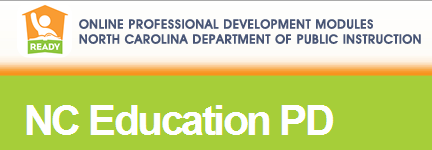 ONLINE PROFESSIONAL DEVELOPMENT MODULES
NORTH CAROLINA DEPARTMENT OF PUBLIC INSTRUCTION
READY
NC Education PD